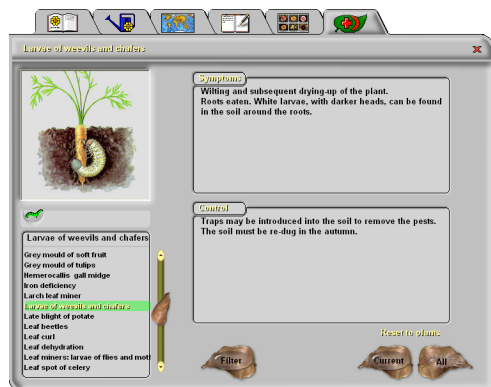 Larvae of weevils and chafers
Symptoms
Wilting and subsequent drying-up of the plant.
Roots eaten. White larvae, with darker heads, can be found
in the soil around the roots.
Control
Traps may be introduced into the soil to remove the pests.
The soil must be re-dug in the autumn.
Larvae of weevils and chafers
Grey mould of soft fruit
Grey mould of tulips
Hemerocallis gall midge
Iron deficiency
Larch leaf miner
Larvae of weevils and chafers
Late blight of potate
Leaf beetles
Leaf curl
Leaf dehydration
Leaf miners: larvae of flies and mot
Leaf spot of celery
Reset to plants
Filter
Current
All